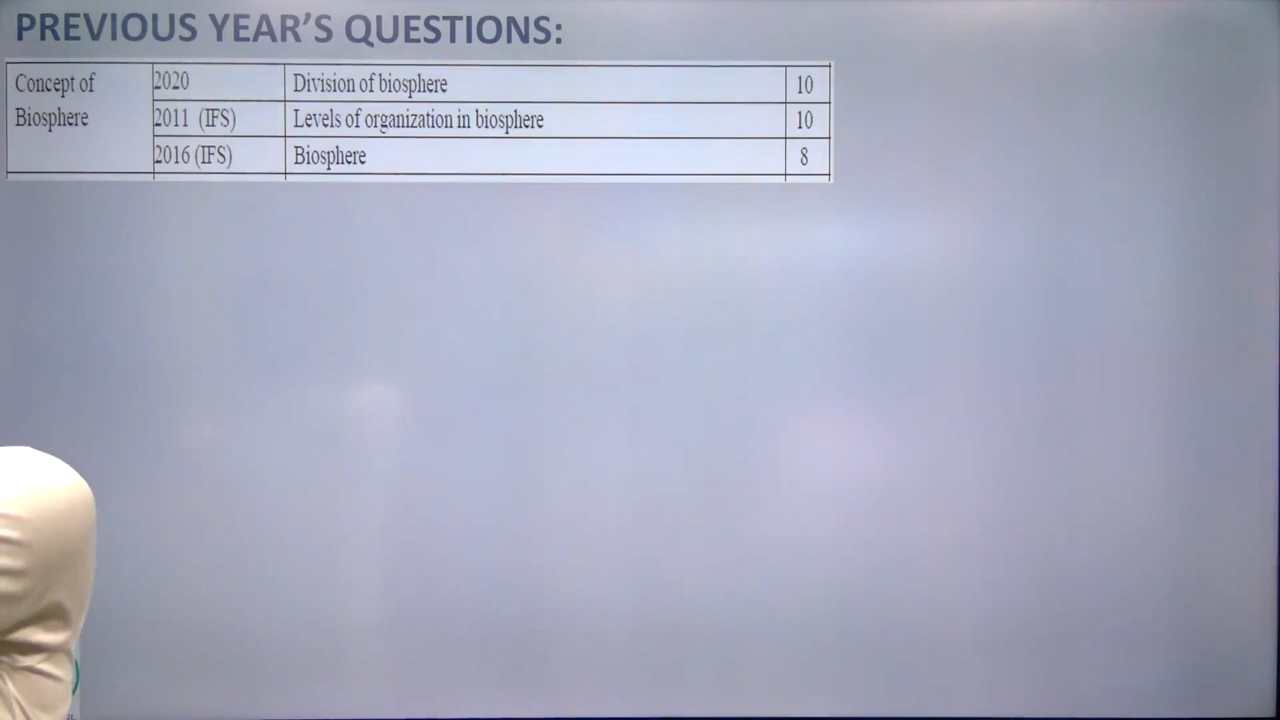 PREVIOUS YEAR'S QUESTIONS:
Concept of Biosphere
2020 Division of biosphere 10
2011 (IFS) Levels of organization in biosphere 10
2016 (IFS) Biosphere 8